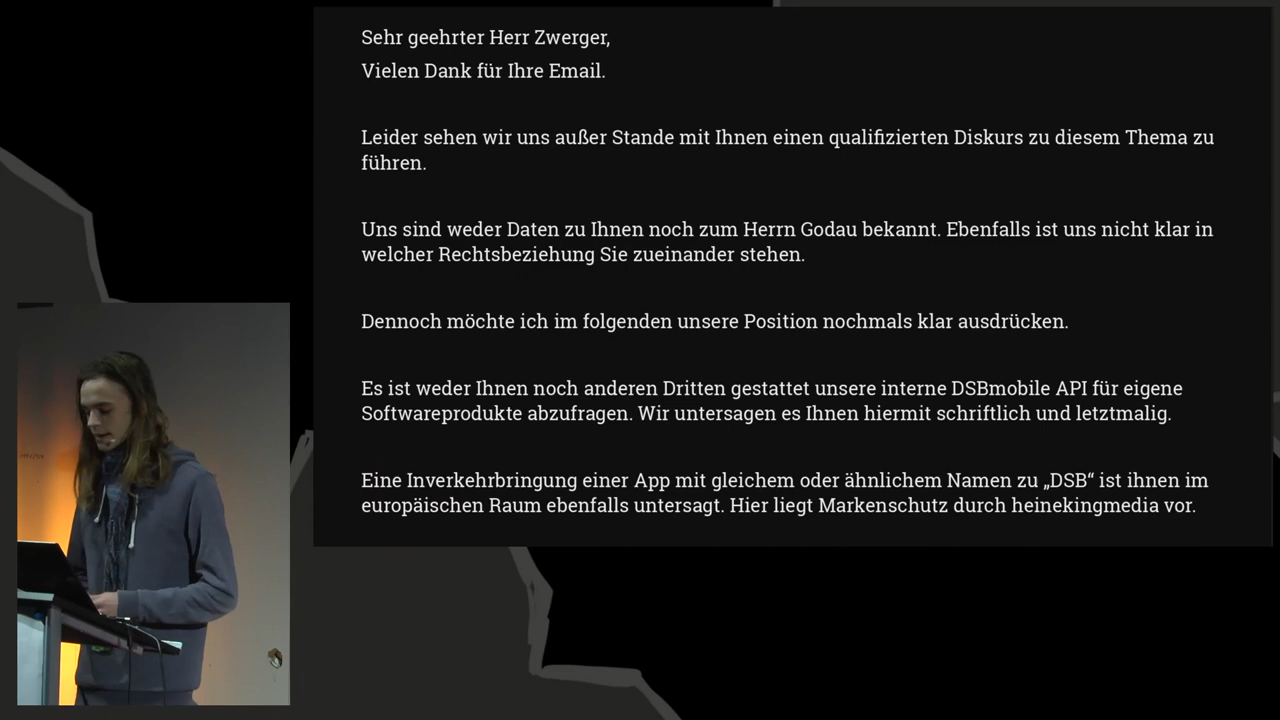 Sehr geehrter Herr Zwerger,
Vielen Dank für Ihre Email.
Leider sehen wir uns außer Stande mit Ihnen einen qualifizierten Diskurs zu diesem Thema zu
führen.
Uns sind weder Daten zu Ihnen noch zum Herrn Godau bekannt. Ebenfalls ist uns nicht klar in
welcher Rechtsbeziehung Sie zueinander stehen.
Dennoch möchte ich im folgenden unsere Position nochmals klar ausdrücken.
Es ist weder Ihnen noch anderen Dritten gestattet unsere interne DSBmobile API für eigene
Softwareprodukte abzufragen. Wir untersagen es Ihnen hiermit schriftlich und letztmalig.
Eine Inverkehrbringung einer App mit gleichem oder ähnlichem Namen zu „DSB“ ist ihnen im
europäischen Raum ebenfalls untersagt. Hier liegt Markenschutz durch heinekingmedia vor.